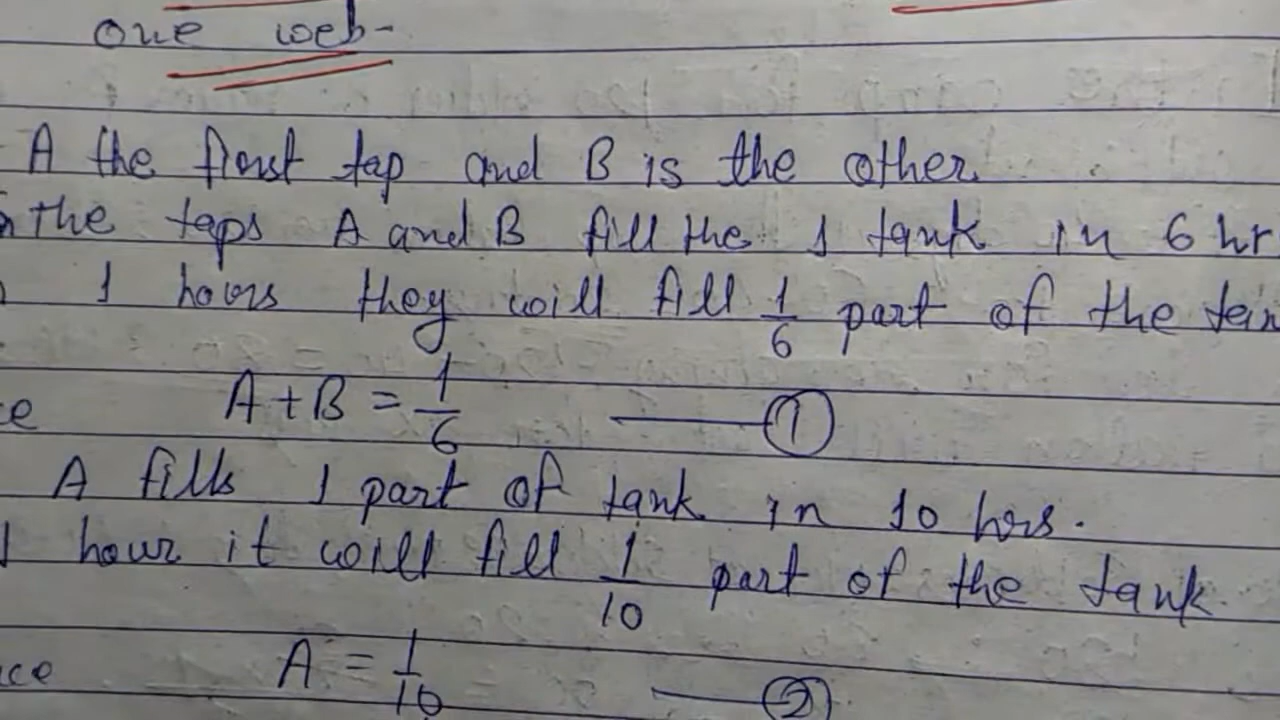 one web-
A the first tap and B is the other.
the taps A and B fill the 1 tank in 6 hr
1 hours they will fill 1/6 part of the
A + B = 1/6 ——— ①
A fills 1 part of tank in 10 hrs.
1 hour it will fill 1/10 part of the tank
A = 1/10 ——— ②